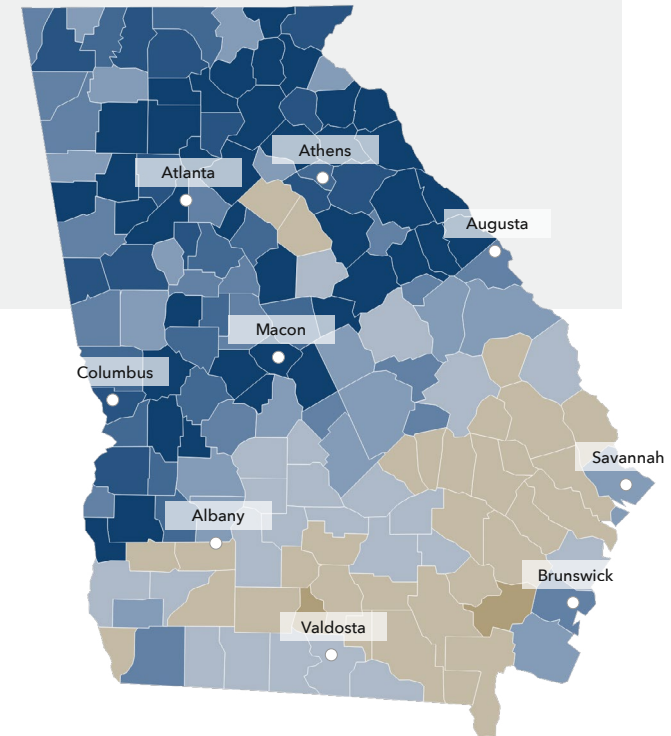 Athens
Atlanta
Augusta
Macon
Columbus
Savannah
Albany
Brunswick
Valdosta